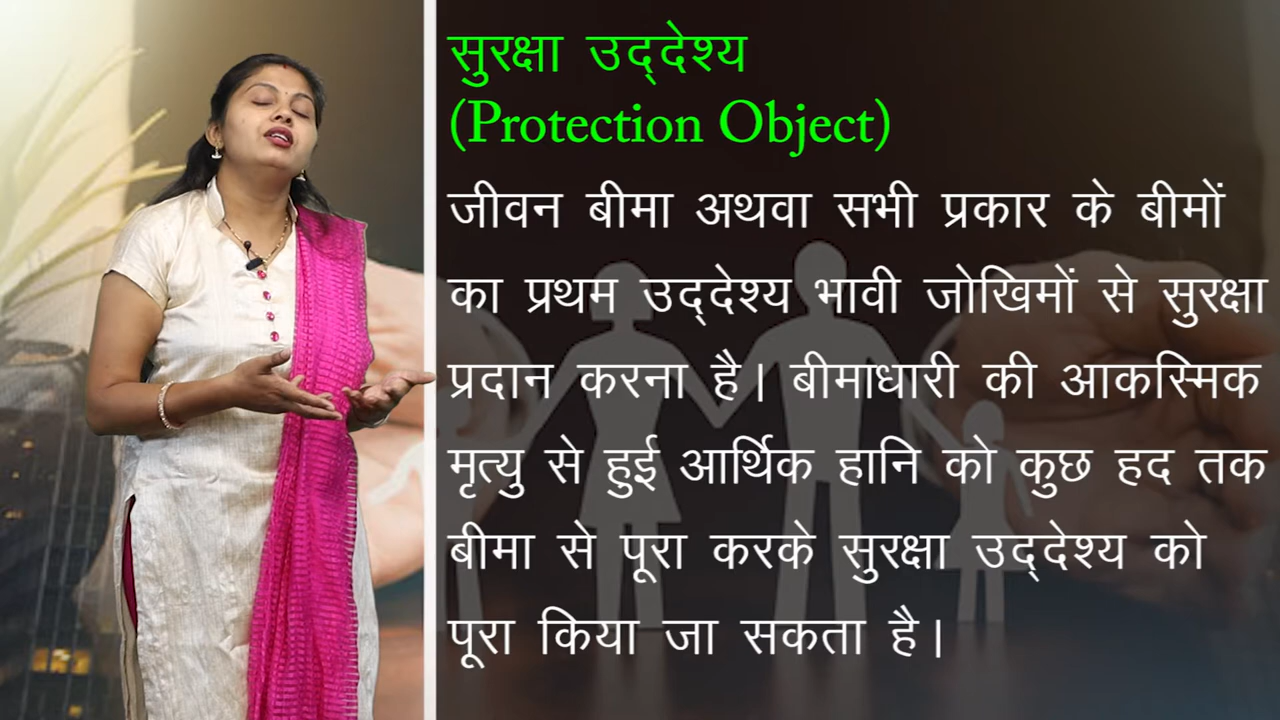 सुरक्षा उद्‌देश्य
(Protection Object)
जीवन बीमा अथवा सभी प्रकार के बीमों
का प्रथम उद्‌देश्य भावी जोखिमों से सुरक्षा
प्रदान करना है। बीमाधारी की आकस्मिक
मृत्यु से हुई आर्थिक हानि को कुछ हद तक
बीमा से पूरा करके सुरक्षा उद्‌देश्य को
पूरा किया जा सकता है।